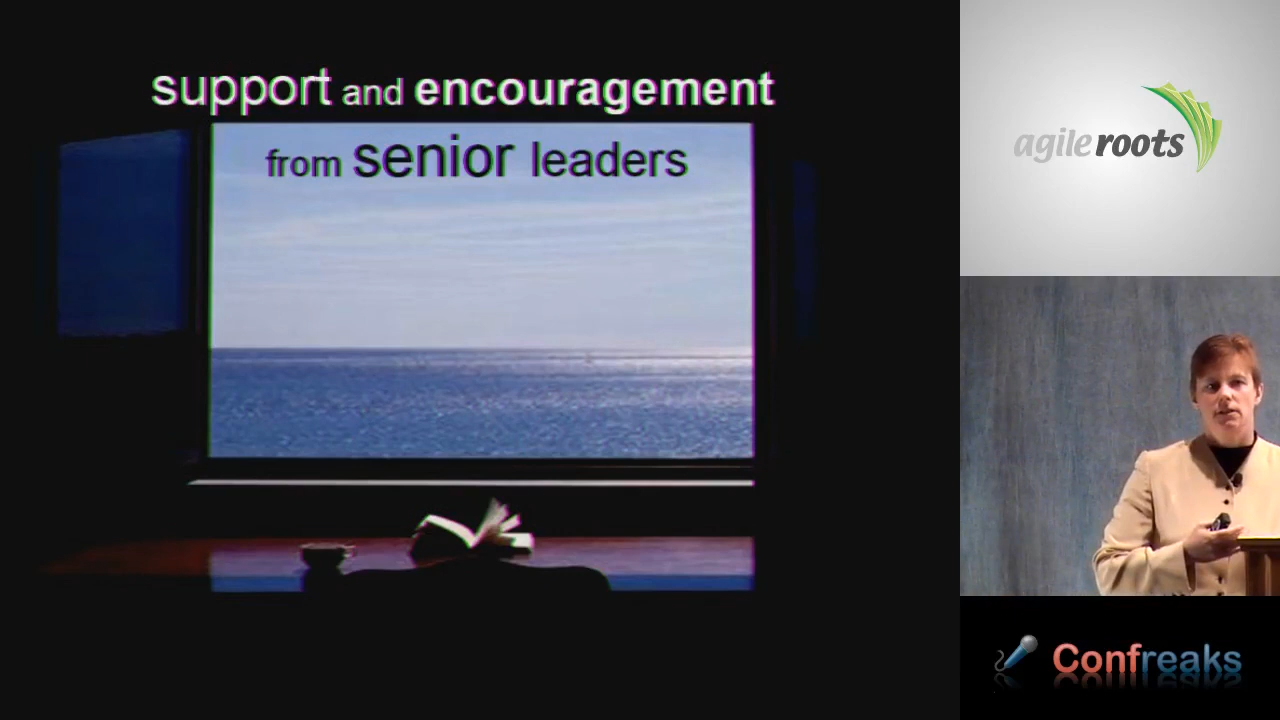 support and encouragement
from senior leaders
agile roots
Confreaks